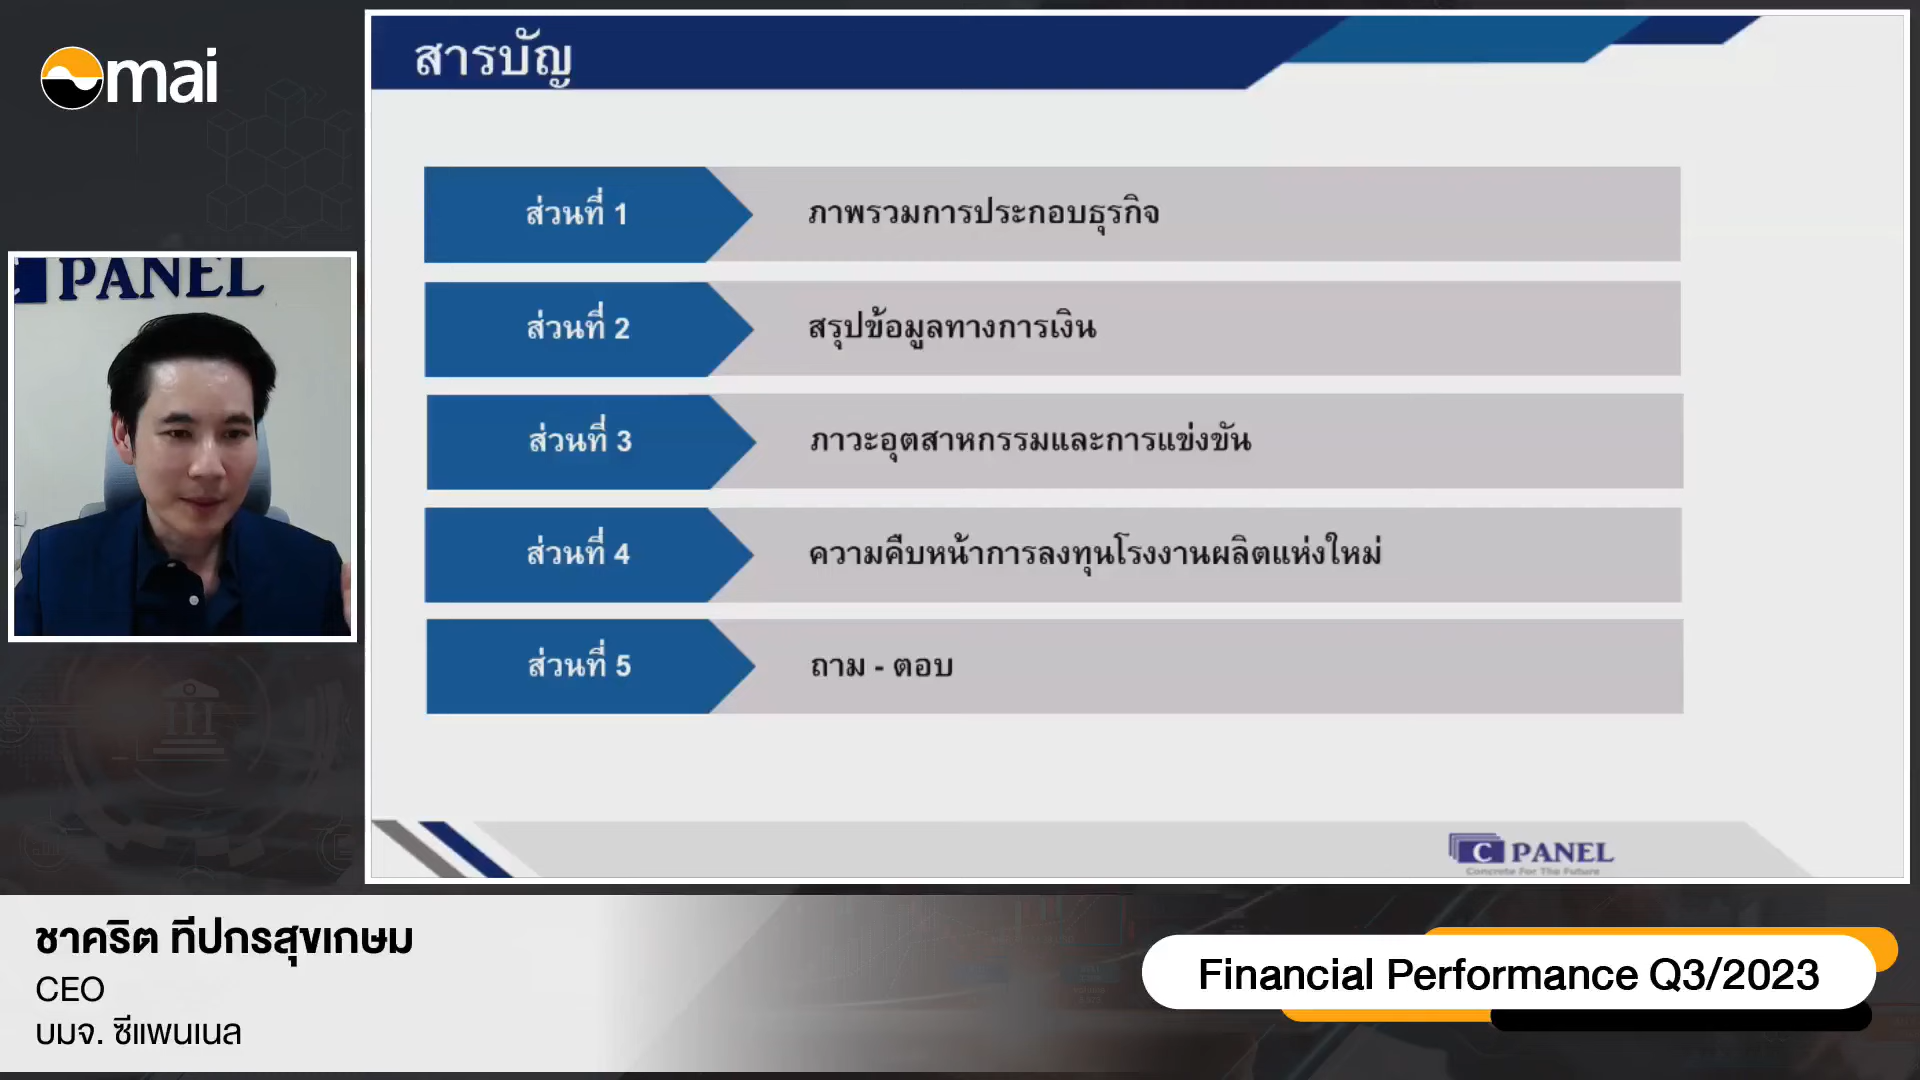 mai
สารบัญ
ส่วนที่ 1 ภาพรวมการประกอบธุรกิจ
ส่วนที่ 2 สรุปข้อมูลทางการเงิน
ส่วนที่ 3 ภาวะอุตสาหกรรมและการแข่งขัน
ส่วนที่ 4 ความคืบหน้าการลงทุนโรงงานผลิตแห่งใหม่
ส่วนที่ 5 ถาม - ตอบ
PANEL
C PANEL
Concrete For The Future
ชาคริต ทีปกรสุขเกษม
CEO
บมจ. ซีแพนเนล
Financial Performance Q3/2023